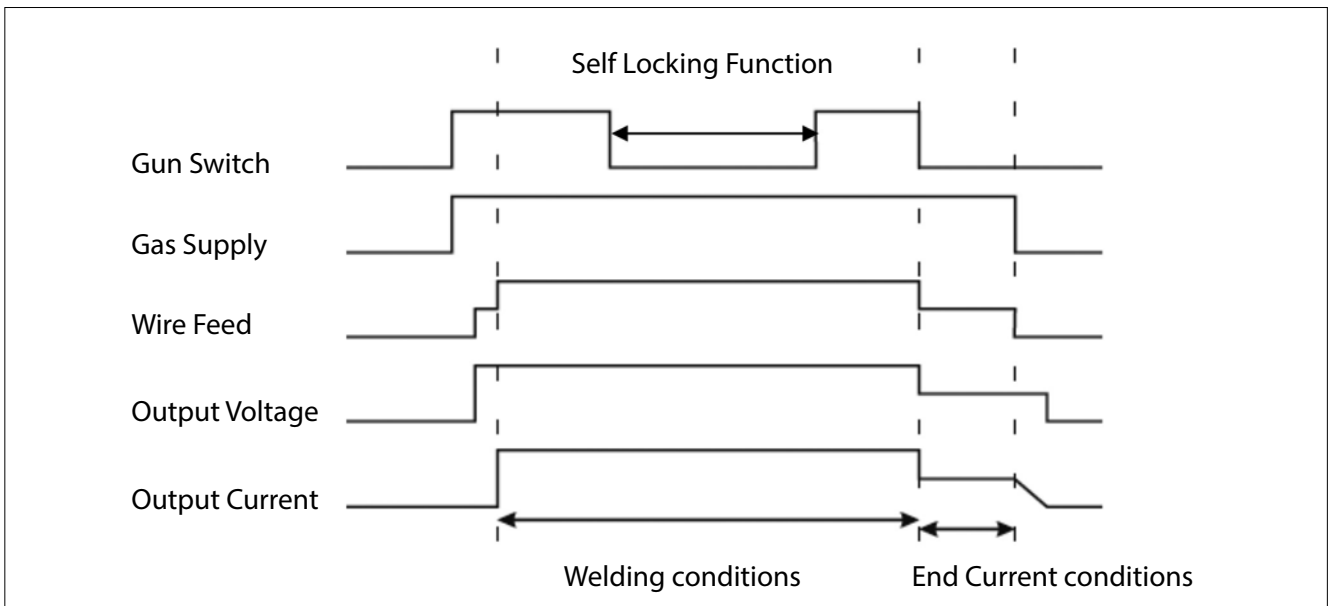 Self Locking Function
Gun Switch
Gas Supply
Wire Feed
Output Voltage
Output Current
Welding conditions
End Current conditions